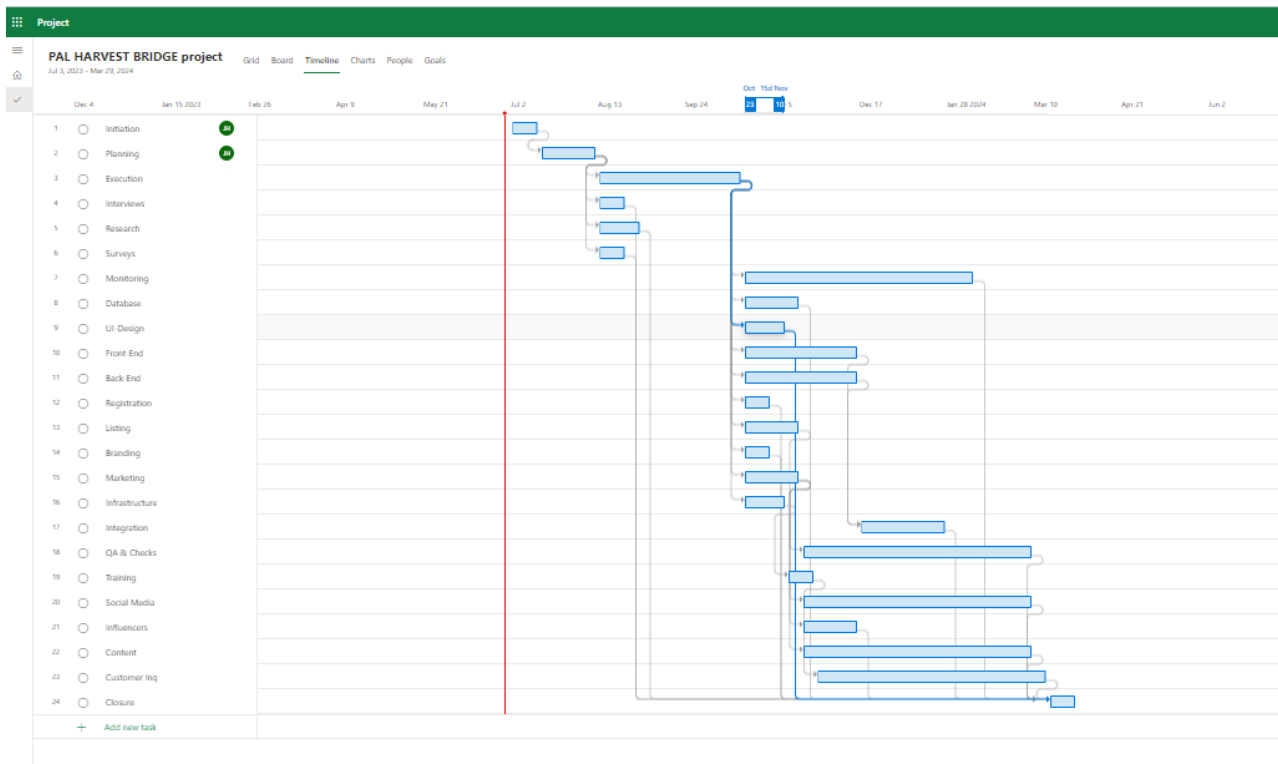 Project
PAL HARVEST BRIDGE project
Grid Board Timeline Charts People Goals
Jul 3, 2023 - Mar 29, 2024
Oct 15d Nov
Dec 4 Jan 15 2023 Feb 26 Apr 9 May 21 Jul 2 Aug 13 Sep 24 23 10 5 Dec 17 Jan 28 2024 Mar 10 Apr 21 Jun 2
1 Initiation JH
2 Planning JH
3 Execution
4 Interviews
5 Research
6 Surveys
7 Monitoring
8 Database
9 UI-Design
10 Front End
11 Back End
12 Registration
13 Listing
14 Branding
15 Marketing
16 Infrastructure
17 Integration
18 QA & Checks
19 Training
20 Social Media
21 Influencers
22 Content
23 Customer Inq
24 Closure
+ Add new task